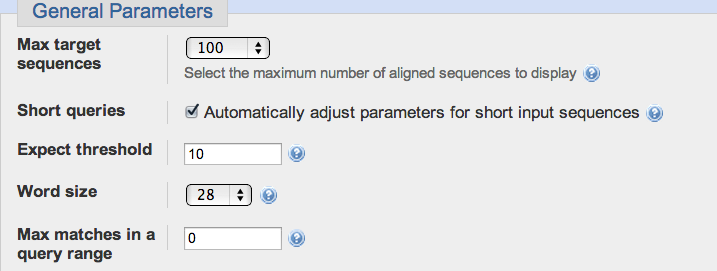 General Parameters
Max target
sequences
100
Select the maximum number of aligned sequences to display
Short queries
Automatically adjust parameters for short input sequences
Expect threshold
10
Word size
28
Max matches in a
query range
0